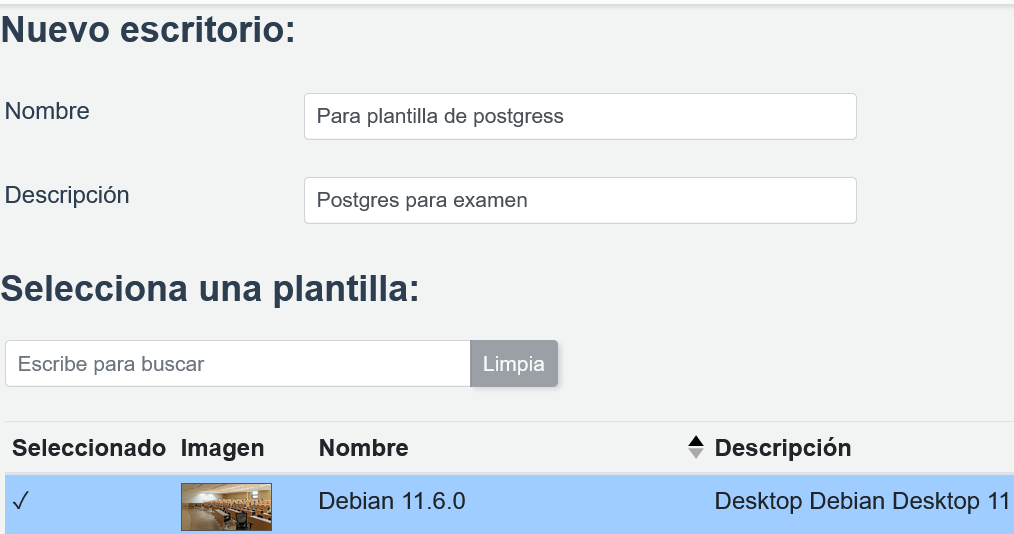 Nuevo escritorio:
Nombre
Para plantilla de postgress
Descripción
Postgres para examen
Selecciona una plantilla:
Escribe para buscar
Limpia
Seleccionado Imagen Nombre Descripción
✓ Debian 11.6.0 Desktop Debian Desktop 11